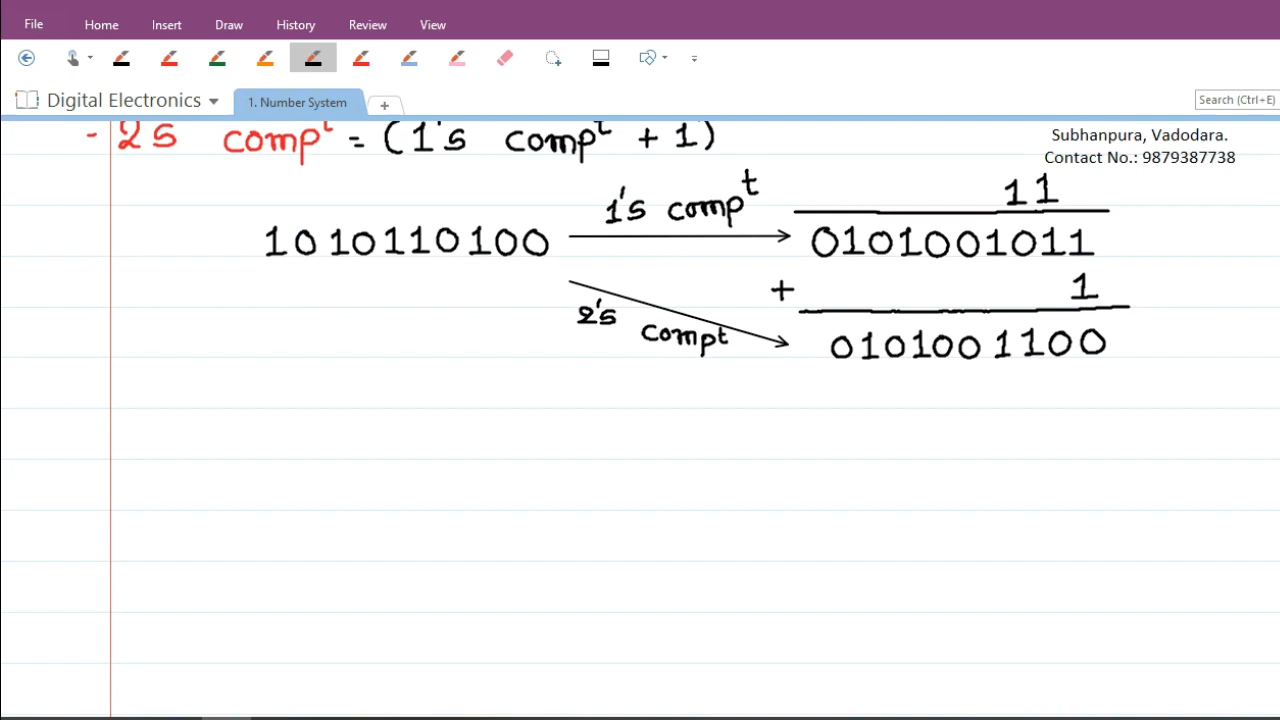 File Home Insert Draw History Review View
Digital Electronics 1. Number System + Search (Ctrl+E)
- 2's compt = (1's compt + 1)
Subhanpura, Vadodara.
Contact No.: 9879387738
1's compt
11
1010110100
0101001011
+ 1
2's compt
0101001100